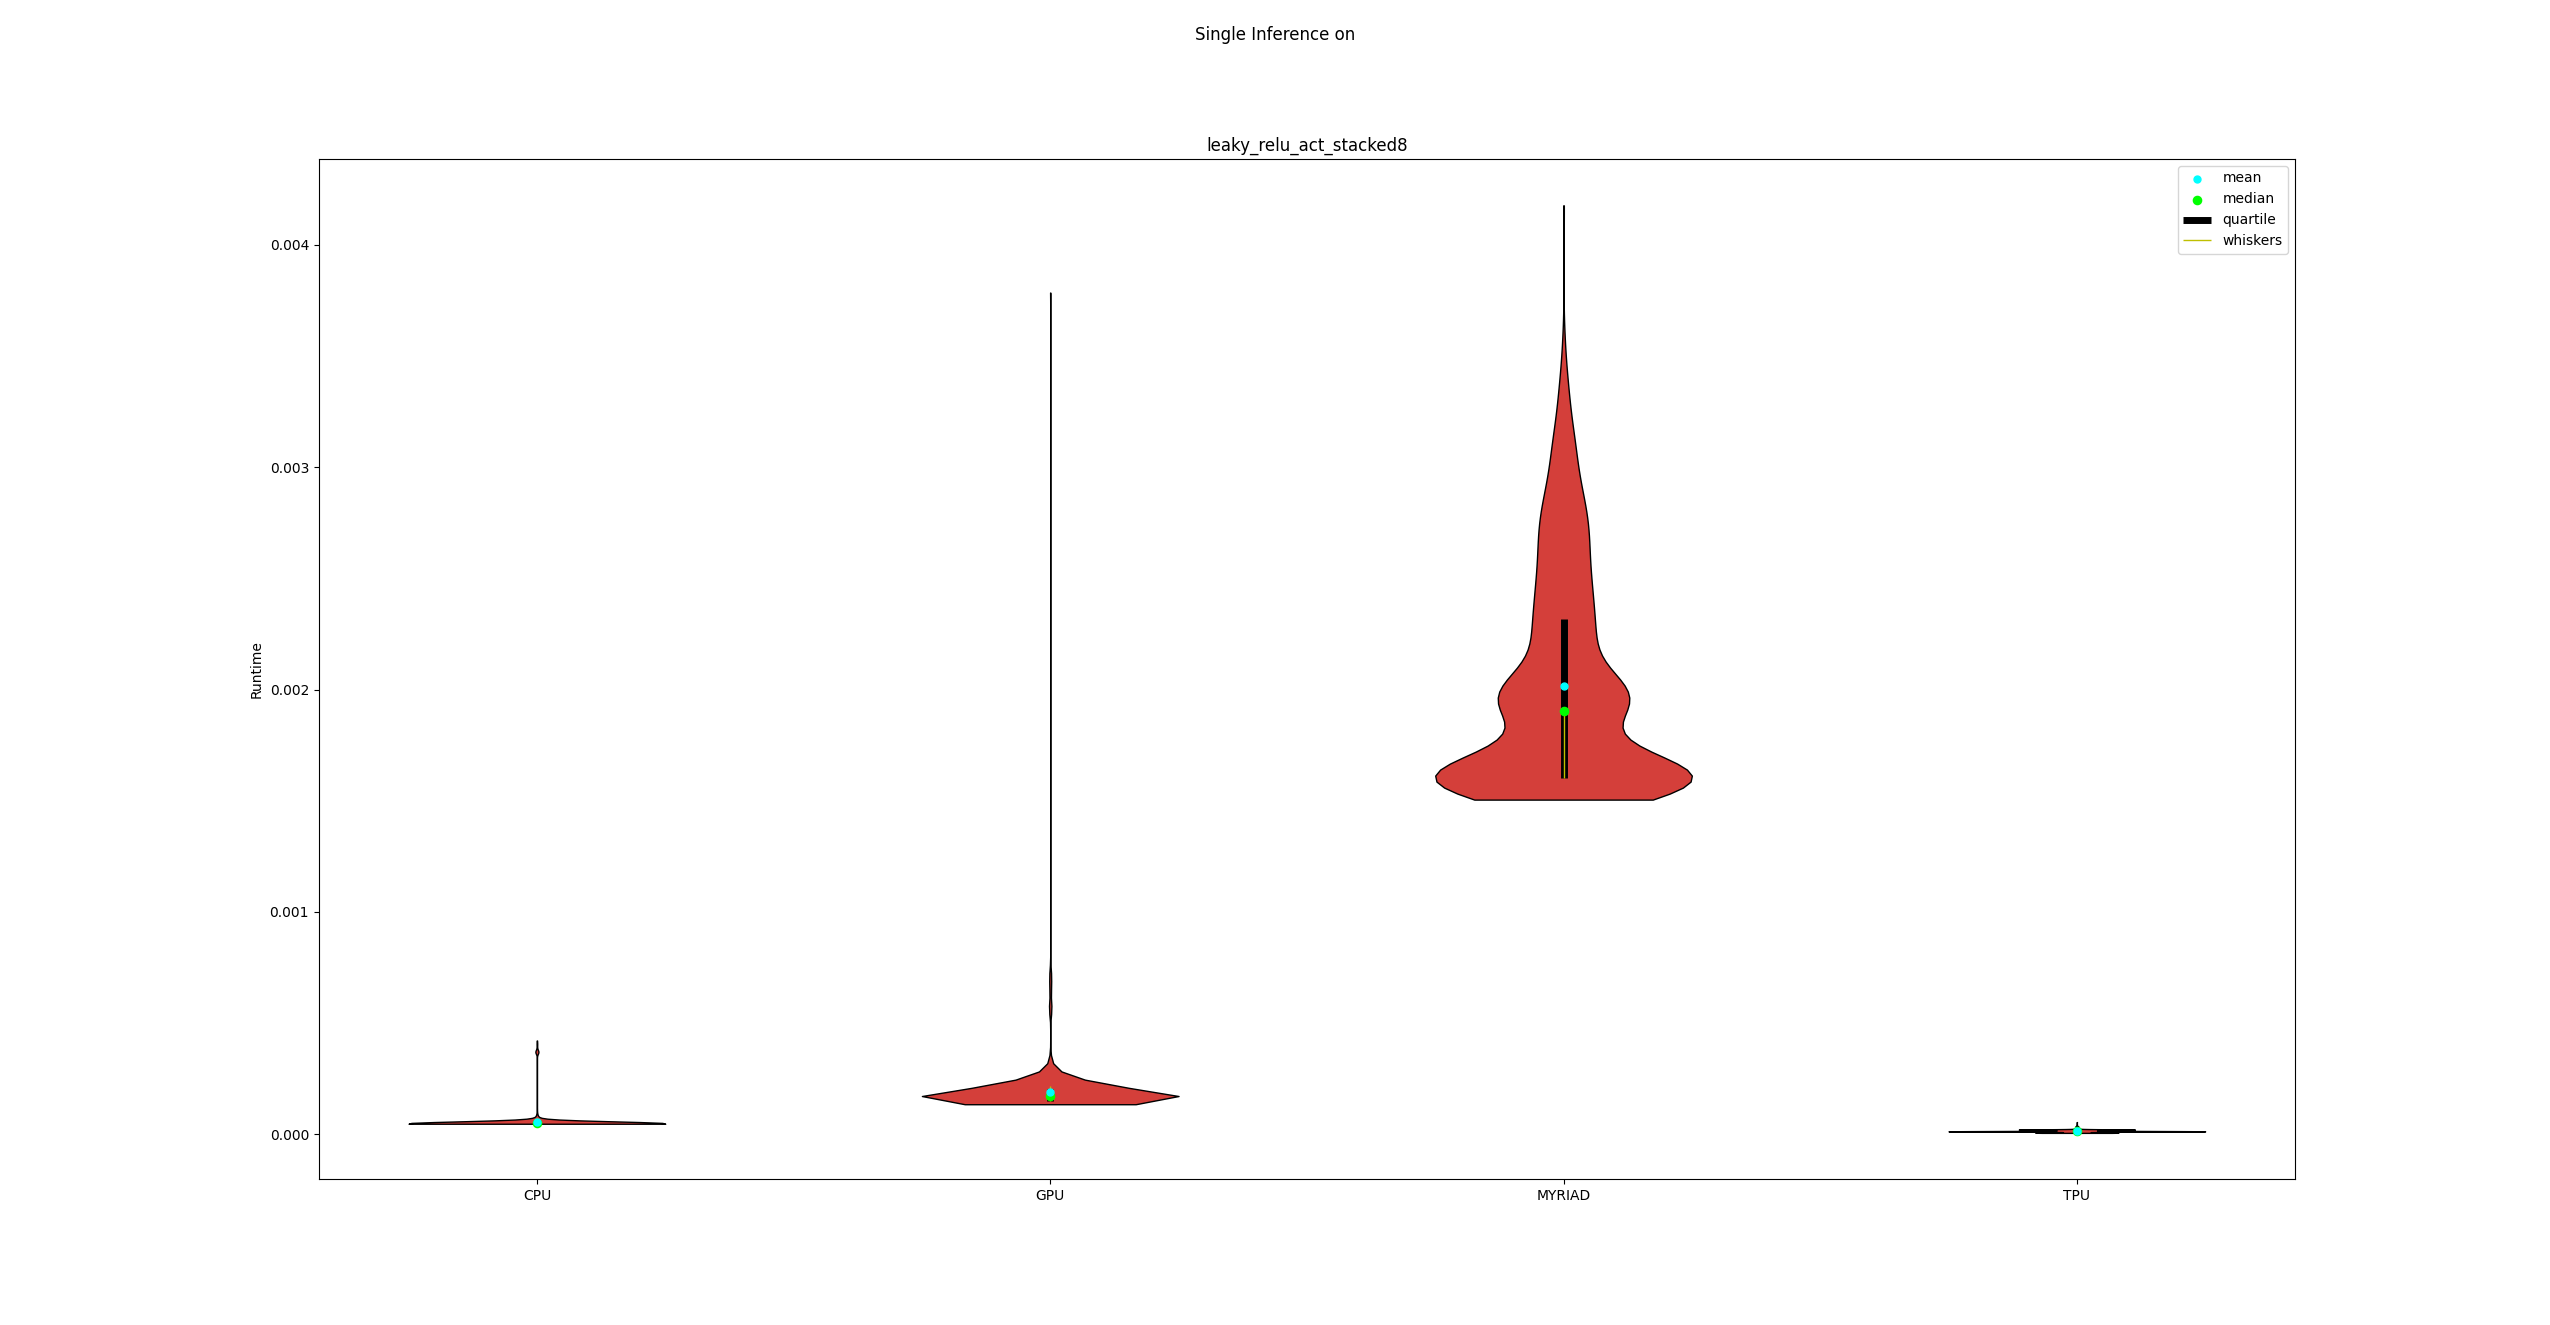 Single Inference on
leaky_relu_act_stacked8
mean
median
quartile
whiskers
0.004
0.003
0.002
0.001
0.000
Runtime
CPU
GPU
MYRIAD
TPU